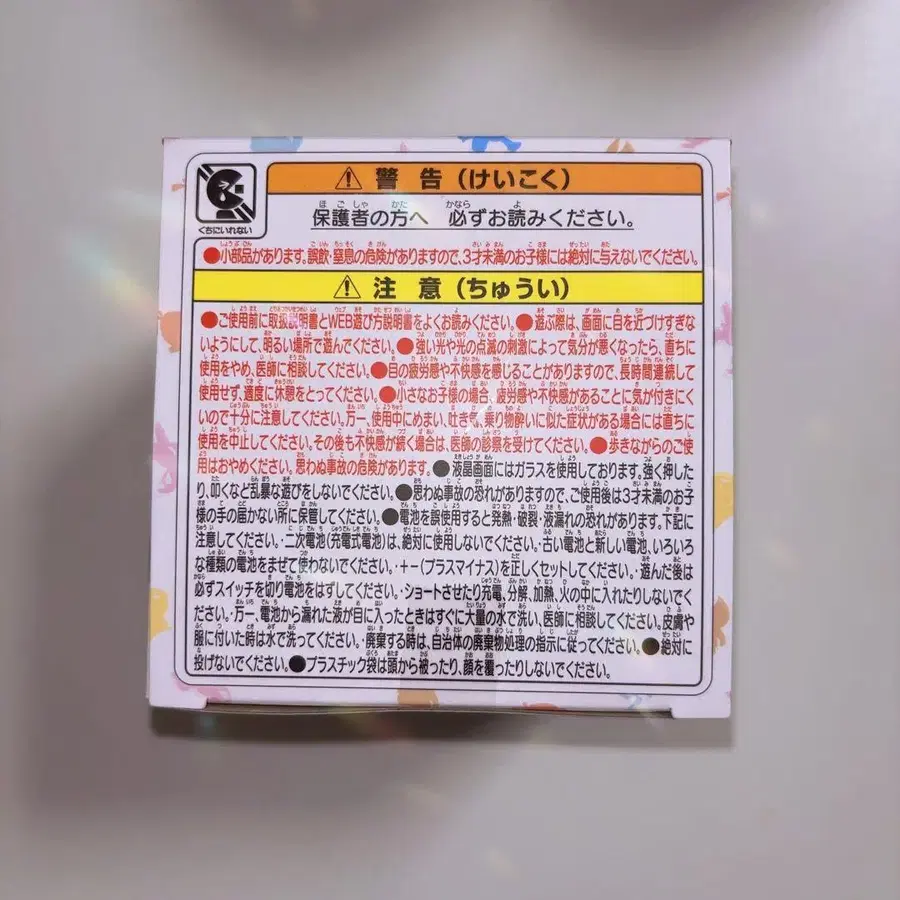 くちにいれない
⚠ 警告（けいこく）
保護者の方へ 必ずお読みください。
●小部品があります。誤飲・窒息の危険がありますので、3才未満のお子様には絶対に与えないでください。
⚠ 注意（ちゅうい）
●ご使用前に取扱説明書とWEB遊び方説明書をよくお読みください。●遊ぶ際は、画面に目を近づけすぎな
いようにして、明るい場所で遊んでください。●強い光や光の点滅の刺激によって気分が悪くなったら、直ちに
使用をやめ、医師に相談してください。●目の疲労感や不快感を感じることがありますので、長時間連続して
使用せず、適度に休憩をとってください。●小さなお子様の場合、疲労感や不快感があることに気が付きにく
いので十分に注意してください。万一、使用中にめまい、吐き気、乗り物酔いに似た症状がある場合には直ちに
使用を中止してください。その後も不快感が続く場合は、医師の診察を受けてください。●歩きながらのご使
用はおやめください。思わぬ事故の危険があります。●液晶画面にはガラスを使用しております。強く押した
り、叩くなど乱暴な遊びをしないでください。●思わぬ事故の恐れがありますので、ご使用後は3才未満のお子
様の手の届かない所に保管してください。●電池を誤使用すると発熱・破裂・液漏れの恐れがあります。下記に
注意してください。・二次電池(充電式電池)は、絶対に使用しないでください。・古い電池と新しい電池、いろいろ
な種類の電池をまぜて使わないでください。・+−(プラスマイナス)を正しくセットしてください。・遊んだ後は
必ずスイッチを切り電池をはずしてください。・ショートさせたり充電、分解、加熱、火の中に入れたりしないでく
ださい。・万一、電池から漏れた液が目に入ったときはすぐに大量の水で洗い、医師に相談してください。皮膚や
服に付いた時は水で洗ってください。・廃棄する時は、自治体の廃棄物処理の指示に従ってください。●絶対に
投げないでください。●プラスチック袋は頭から被ったり、顔を覆ったりしないでください。